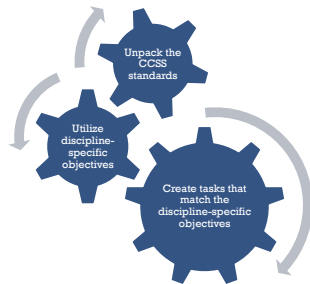 Unpack the
CCSS
standards
Utilize
discipline-
specific
objectives
Create tasks that
match the
discipline-specific
objectives